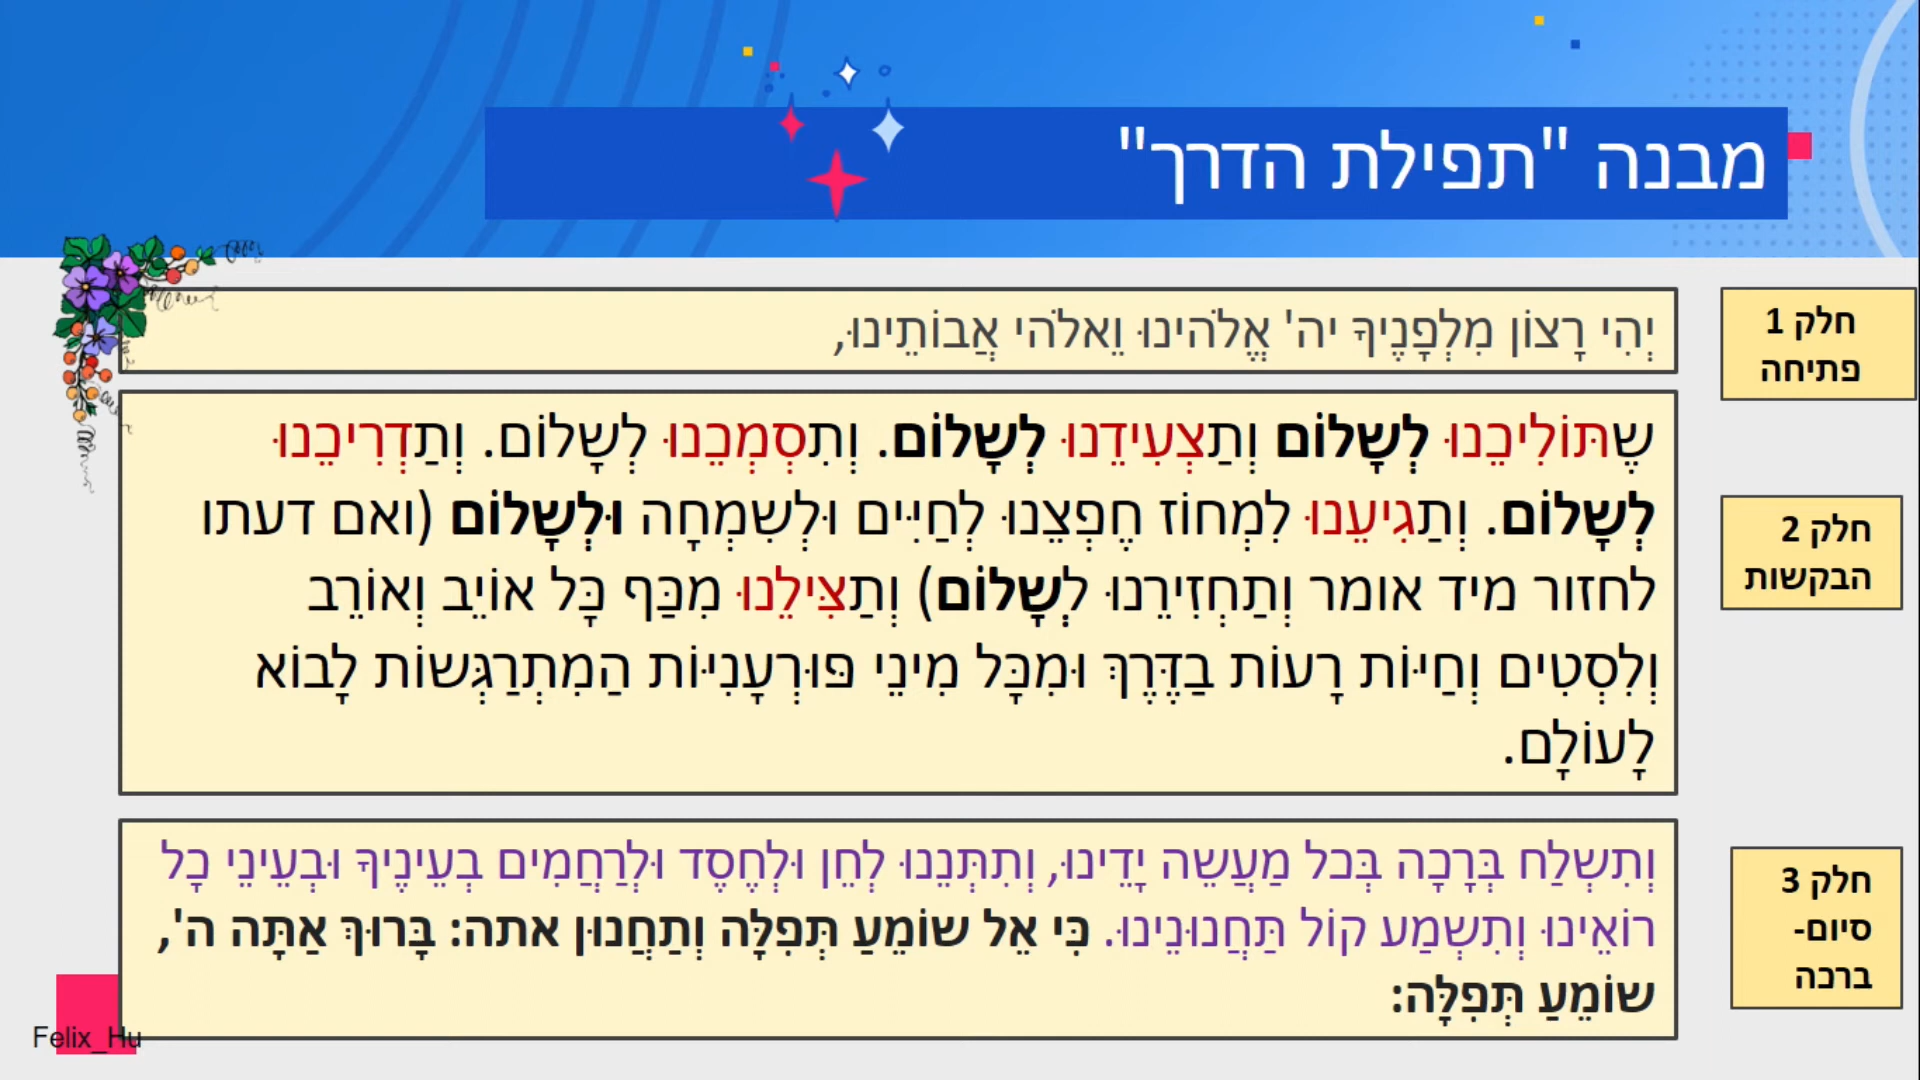 מבנה "תפילת הדרך"
חלק 1
פתיחה
יְהִי רָצוֹן מִלְּפָנֶיךָ יה' אֱלֹהינוּ וֵאלֹהי אֲבוֹתֵינוּ,
חלק 2
הבקשות
שֶׁתּוֹלִיכֵנוּ לְשָׁלוֹם וְתַצְעִידֵנוּ לְשָׁלוֹם. וְתִסְמְכֵנוּ לְשָׁלוֹם. וְתַדְרִיכֵנוּ
לְשָׁלוֹם. וְתַגִּיעֵנוּ לִמְחוֹז חֶפְצֵנוּ לְחַיִּים וּלְשִׂמְחָה וּלְשָׁלוֹם (ואם דעתו
לחזור מיד אומר וְתַחְזִירֵנוּ לְשָׁלוֹם) וְתַצִּילֵנוּ מִכַּף כָּל אוֹיֵב וְאוֹרֵב
וְלִסְטִים וְחַיּוֹת רָעוֹת בַּדֶּרֶךְ וּמִכָּל מִינֵי פּוּרְעָנִיּוֹת הַמִּתְרַגְּשׁוֹת לָבוֹא
לָעוֹלָם.
חלק 3
סיום-
ברכה
וְתִשְׁלַח בְּרָכָה בְּכל מַעֲשֵׂה יָדֵינוּ, וְתִתְּנֵנוּ לְחֵן וּלְחֶסֶד וּלְרַחֲמִים בְּעֵינֶיךָ וּבְעֵינֵי כָל
רוֹאֵינוּ וְתִשְׁמַע קוֹל תַּחֲנוּנֵינוּ. כִּי אֵל שׁוֹמֵעַ תְּפִלָּה וְתַחֲנוּן אתה: בָּרוּךְ אַתָּה ה',
שׁוֹמֵעַ תְּפִלָּה:
Felix_Hu